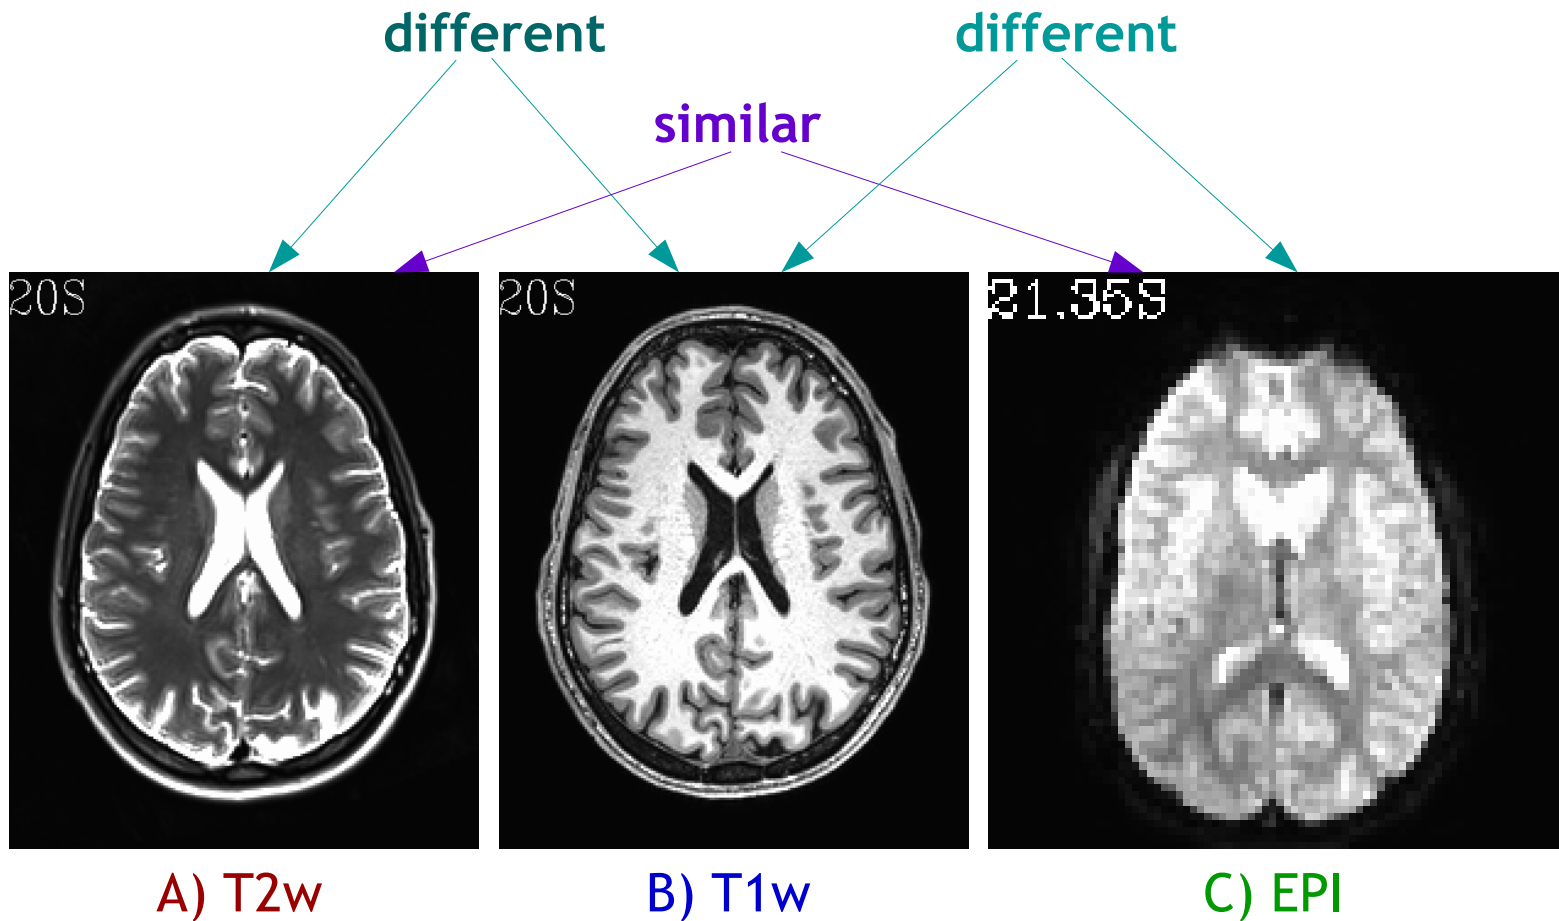 different
different
similar
20S
20S
21.35S
A) T2w
B) T1w
C) EPI